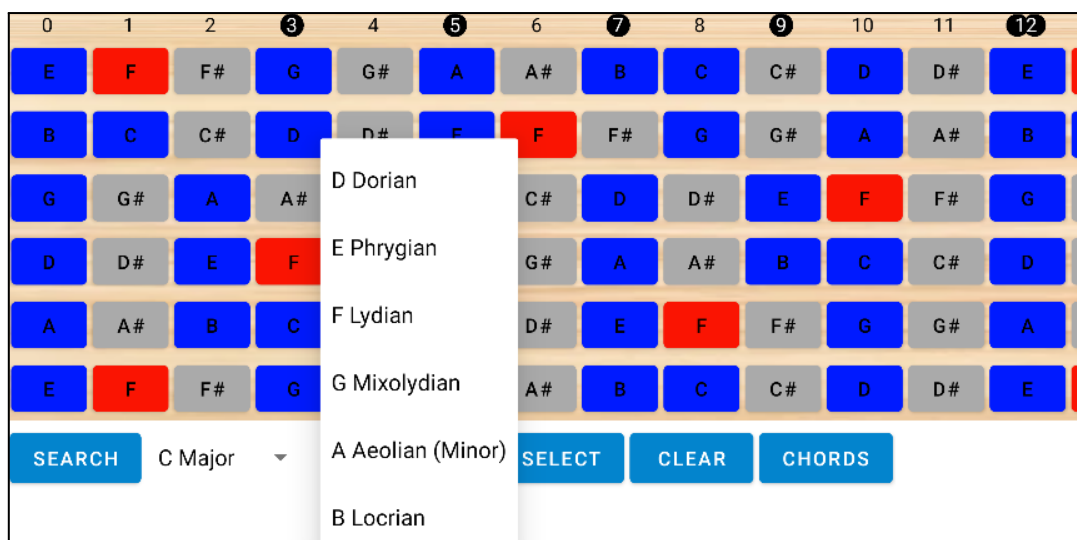 0 1 2 3 4 5 6 7 8 9 10 11 12
E F F# G G# A A# B C C# D D# E
B C C# D D# E F F# G G# A A# B
G G# A A# C# D D# E F F# G
D D# E F G# A A# B C C# D
A A# B C D# E F F# G G# A
E F F# G A# B C C# D D# E
D Dorian
E Phrygian
F Lydian
G Mixolydian
A Aeolian (Minor)
B Locrian
SEARCH C Major SELECT CLEAR CHORDS